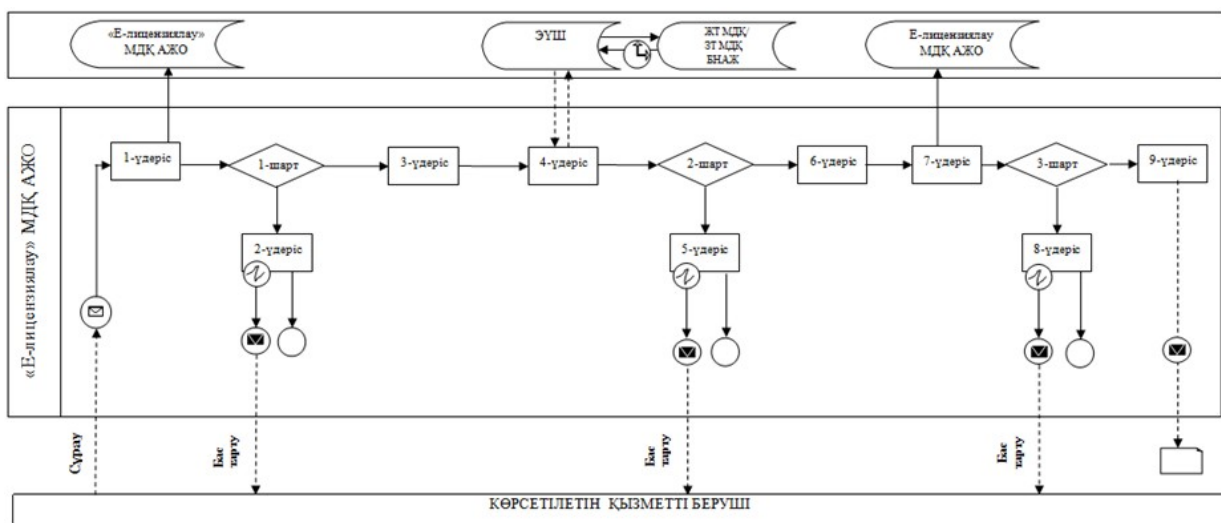 «Е-лицензиялау»
МДҚ АЖО
ЭҮШ
ЖТ МДҚ/
ЗТ МДҚ
БНАЖ
Е-лицензиялау
МДҚ АЖО
«Е-лицензиялау» МДҚ АЖО
1-үдеріс
1-шарт
3-үдеріс
4-үдеріс
2-шарт
6-үдеріс
7-үдеріс
3-шарт
9-үдеріс
2-үдеріс
5-үдеріс
8-үдеріс
Сұрау
Бас
тарту
Бас
тарту
Бас
тарту
КӨРСЕТІЛЕТІН ҚЫЗМЕТТІ БЕРУШІ